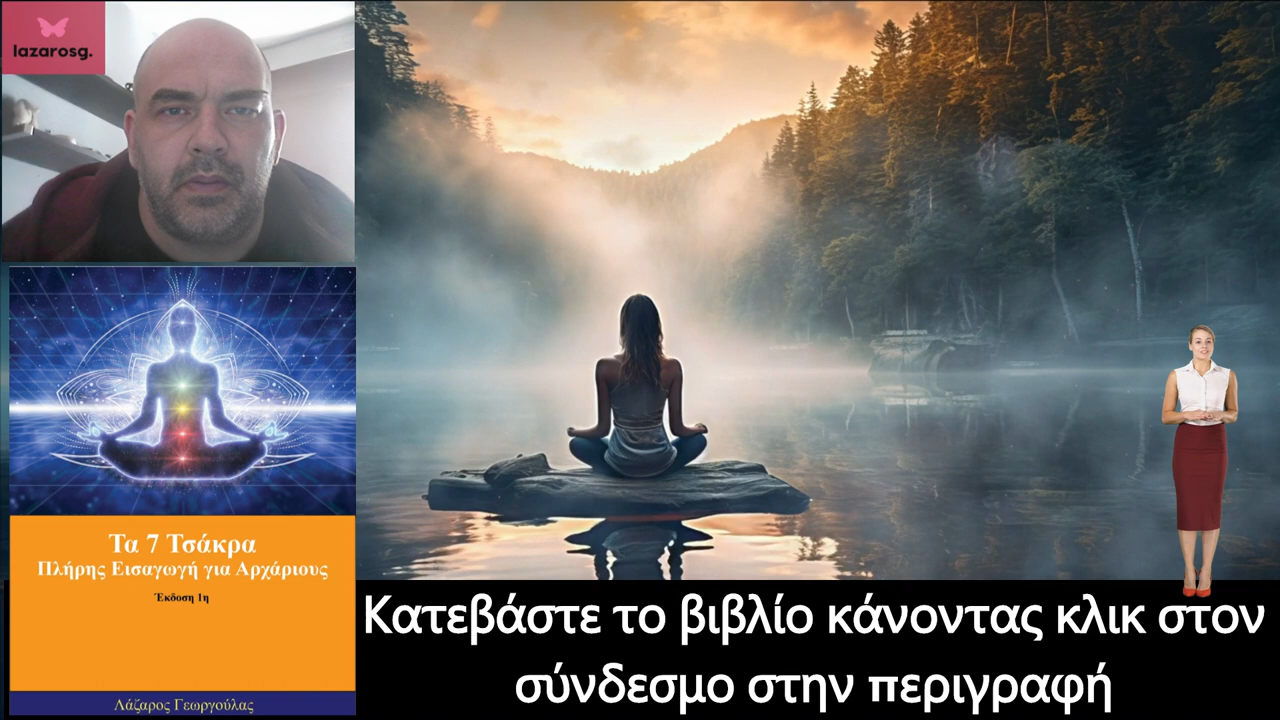 lazarosg.
Τα 7 Τσάκρα
Πλήρης Εισαγωγή για Αρχάριους
Έκδοση 1η
Λάζαρος Γεωργούλας
Κατεβάστε το βιβλίο κάνοντας κλικ στον
σύνδεσμο στην περιγραφή